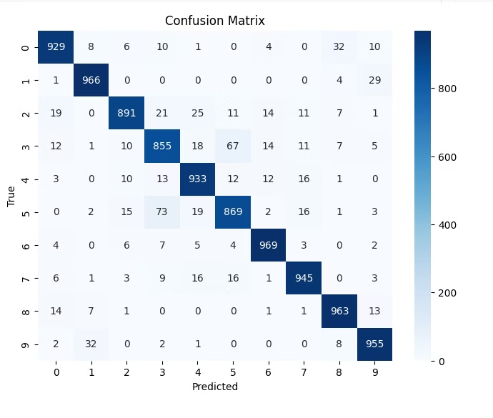 Confusion Matrix
0 929 8 6 10 1 0 4 0 32 10
1 1 966 0 0 0 0 0 0 4 29
2 19 0 891 21 25 11 14 11 7 1
3 12 1 10 855 18 67 14 11 7 5
4 3 0 10 13 933 12 12 16 1 0
5 0 2 15 73 19 869 2 16 1 3
6 4 0 6 7 5 4 969 3 0 2
7 6 1 3 9 16 16 1 945 0 3
8 14 7 1 0 0 0 1 1 963 13
9 2 32 0 2 1 0 0 0 8 955
0 1 2 3 4 5 6 7 8 9
True
Predicted
800
600
400
200
0